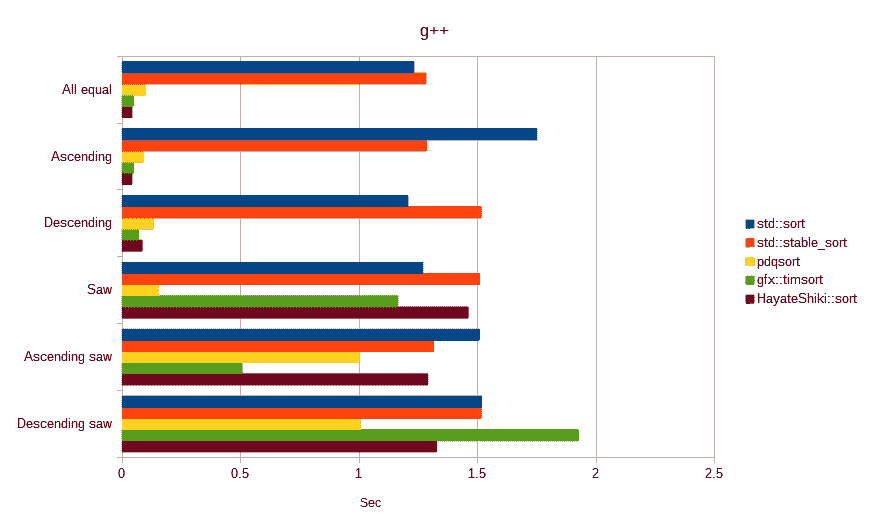 g++
All equal
Ascending
Descending
Saw
Ascending saw
Descending saw
0 0.5 1 1.5 2 2.5
Sec
std::sort
std::stable_sort
pdqsort
gfx::timsort
HayateShiki::sort